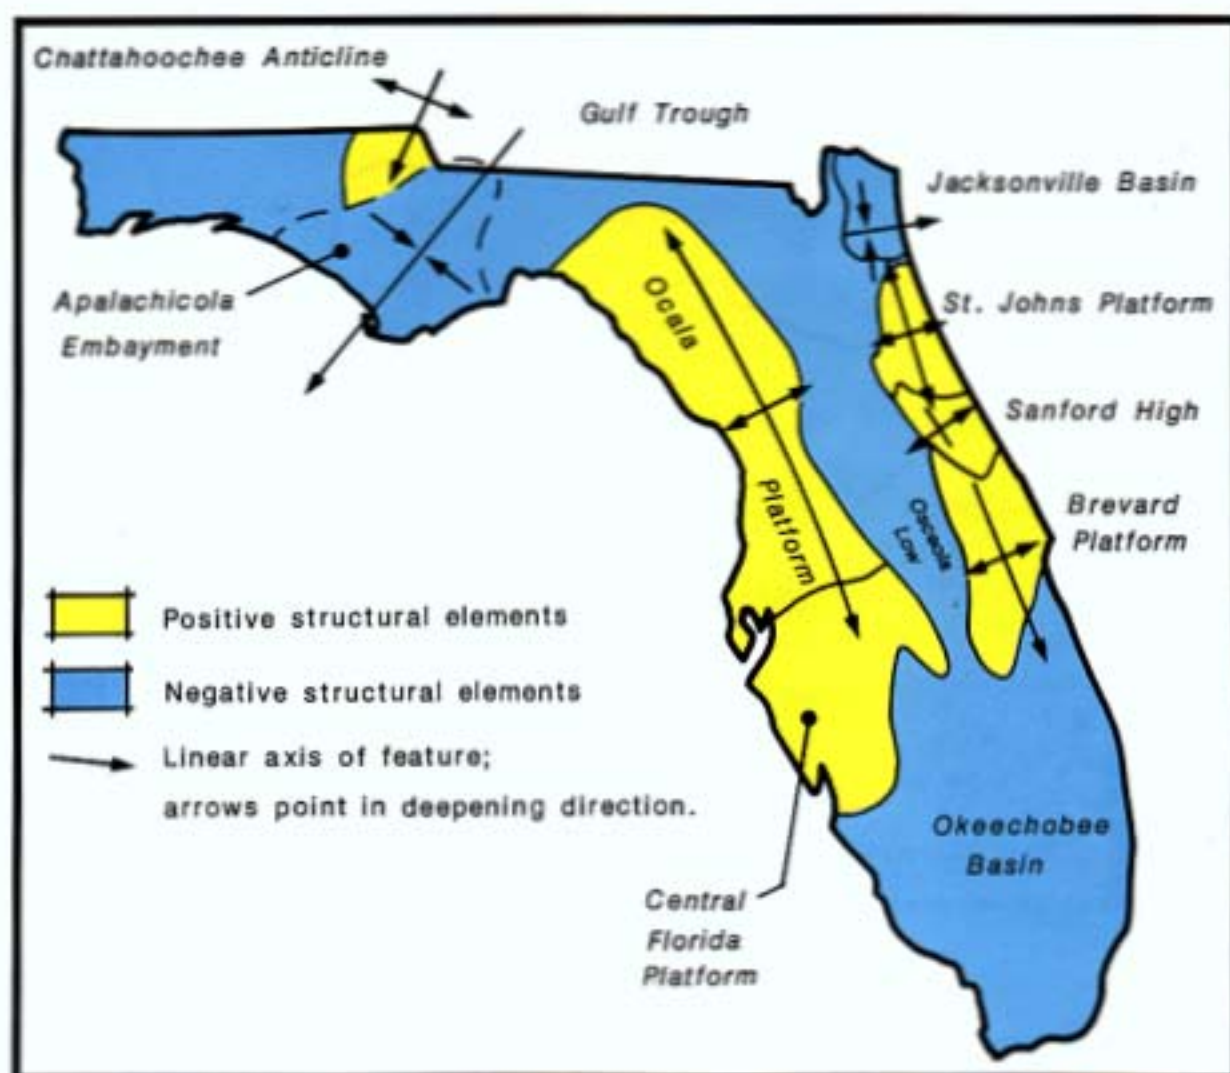 Chattahoochee Anticline
Gulf Trough
Jacksonville Basin
Apalachicola
Embayment
St. Johns Platform
Ocala
Platform
Sanford High
Osceola
Low
Brevard
Platform
Positive structural elements
Negative structural elements
Linear axis of feature;
arrows point in deepening direction.
Okeechobee
Basin
Central
Florida
Platform